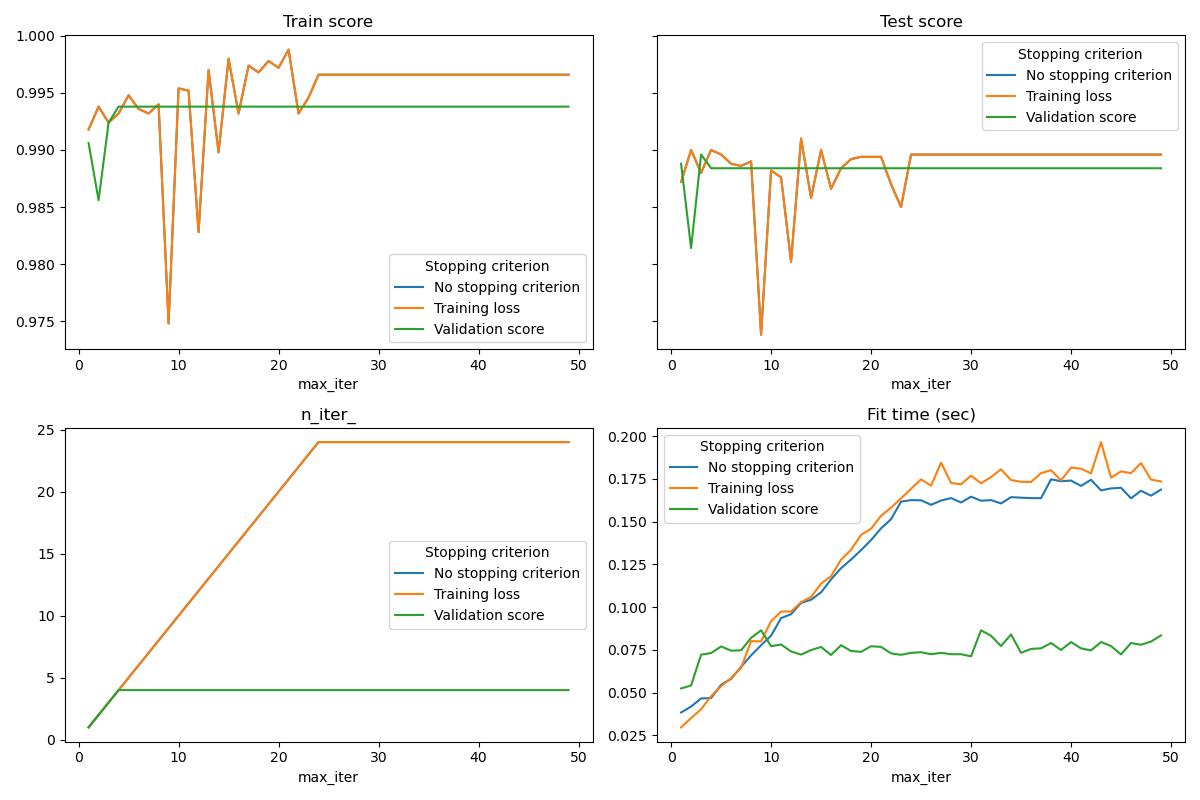 Train score
1.000
0.995
0.990
0.985
0.980
0.975
0 10 20 30 40 50
max_iter
Stopping criterion
No stopping criterion
Training loss
Validation score
Test score
0 10 20 30 40 50
max_iter
Stopping criterion
No stopping criterion
Training loss
Validation score
n_iter_
25
20
15
10
5
0
0 10 20 30 40 50
max_iter
Stopping criterion
No stopping criterion
Training loss
Validation score
Fit time (sec)
0.200
0.175
0.150
0.125
0.100
0.075
0.050
0.025
0 10 20 30 40 50
max_iter
Stopping criterion
No stopping criterion
Training loss
Validation score